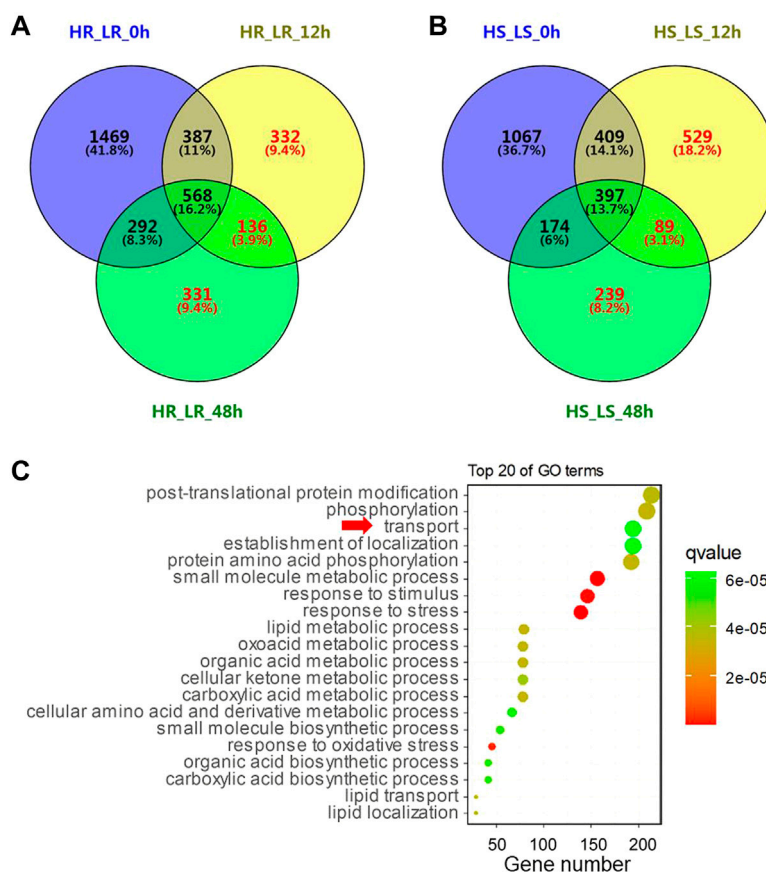 A
B
HR_LR_0h
HR_LR_12h
HS_LS_0h
HS_LS_12h
1469
(41.8%)
387
(11%)
332
(9.4%)
1067
(36.7%)
409
(14.1%)
529
(18.2%)
568
(16.2%)
397
(13.7%)
292
(8.3%)
136
(3.9%)
174
(6%)
89
(3.1%)
331
(9.4%)
239
(8.2%)
HR_LR_48h
HS_LS_48h
C
Top 20 of GO terms
post-translational protein modification
phosphorylation
transport
establishment of localization
protein amino acid phosphorylation
small molecule metabolic process
response to stimulus
response to stress
lipid metabolic process
oxoacid metabolic process
organic acid metabolic process
cellular ketone metabolic process
carboxylic acid metabolic process
cellular amino acid and derivative metabolic process
small molecule biosynthetic process
response to oxidative stress
organic acid biosynthetic process
carboxylic acid biosynthetic process
lipid transport
lipid localization
50 100 150 200
Gene number
qvalue
6e-05
4e-05
2e-05